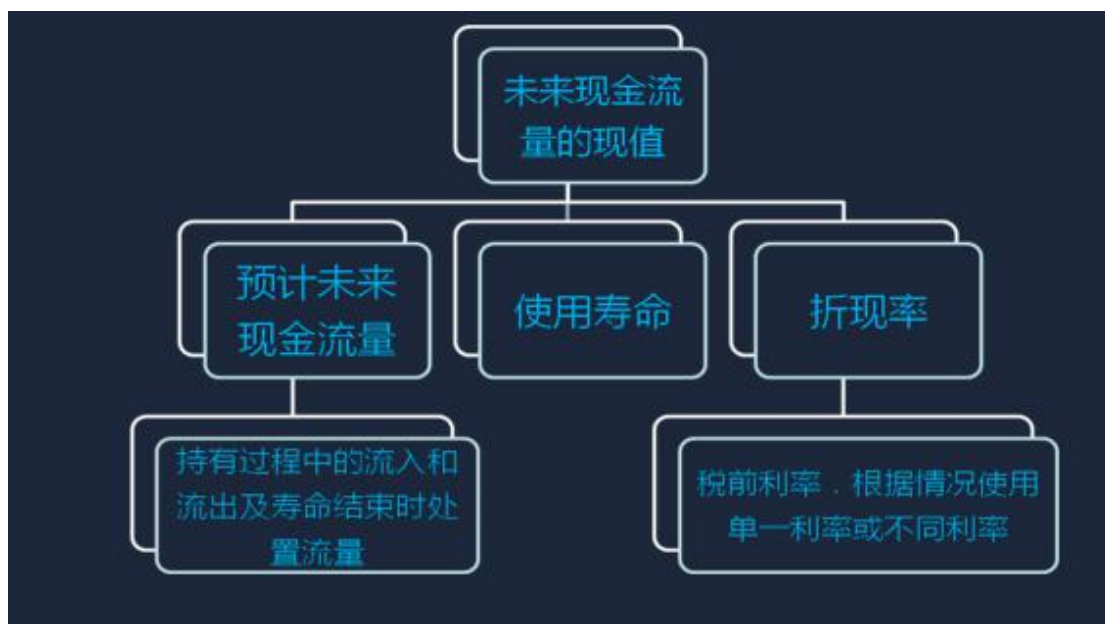 未来现金流
量的现值
预计未来
现金流量
使用寿命
折现率
持有过程中的流入和
流出及寿命结束时处
置流量
税前利率．根据情况使用
单一利率或不同利率